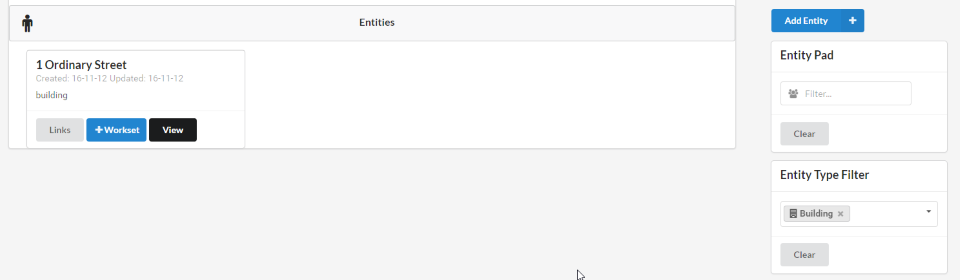 Entities
1 Ordinary Street
Created: 16-11-12 Updated: 16-11-12
building
Links
+Workset
View
Add Entity +
Entity Pad
Filter...
Clear
Entity Type Filter
Building ×
Clear